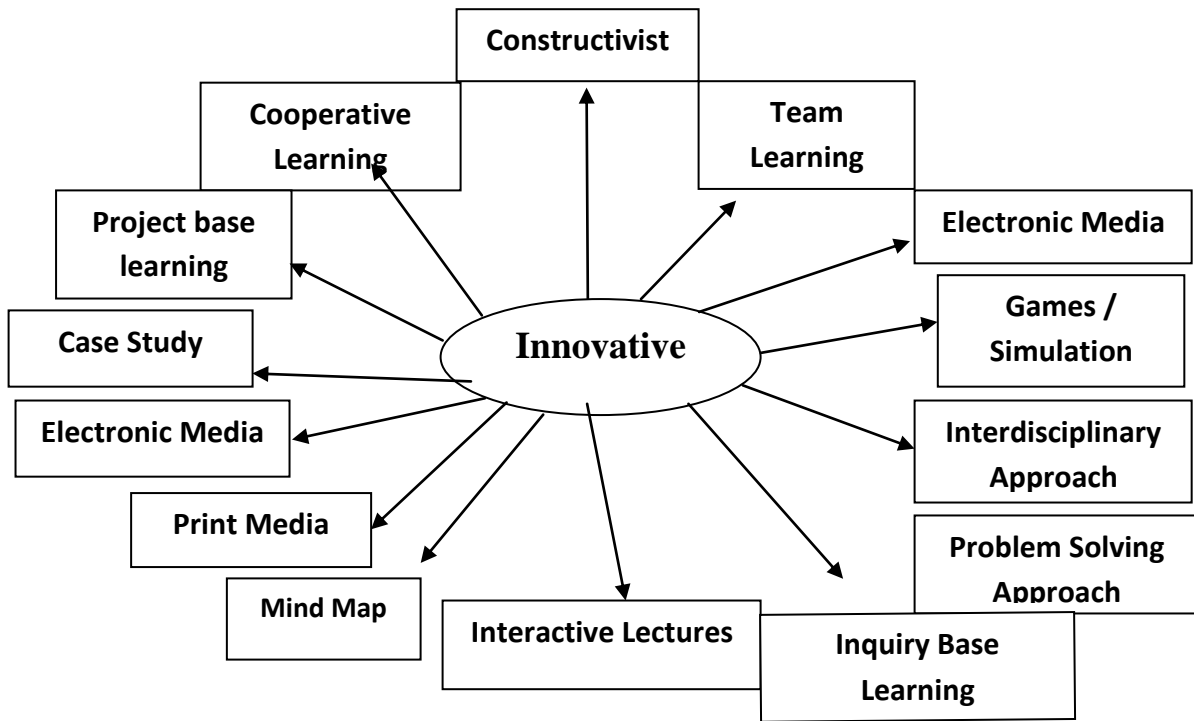 Constructivist
Cooperative
Learning
Team
Learning
Project base
learning
Electronic Media
Case Study
Games /
Simulation
Innovative
Electronic Media
Interdisciplinary
Approach
Print Media
Problem Solving
Approach
Mind Map
Interactive Lectures
Inquiry Base
Learning